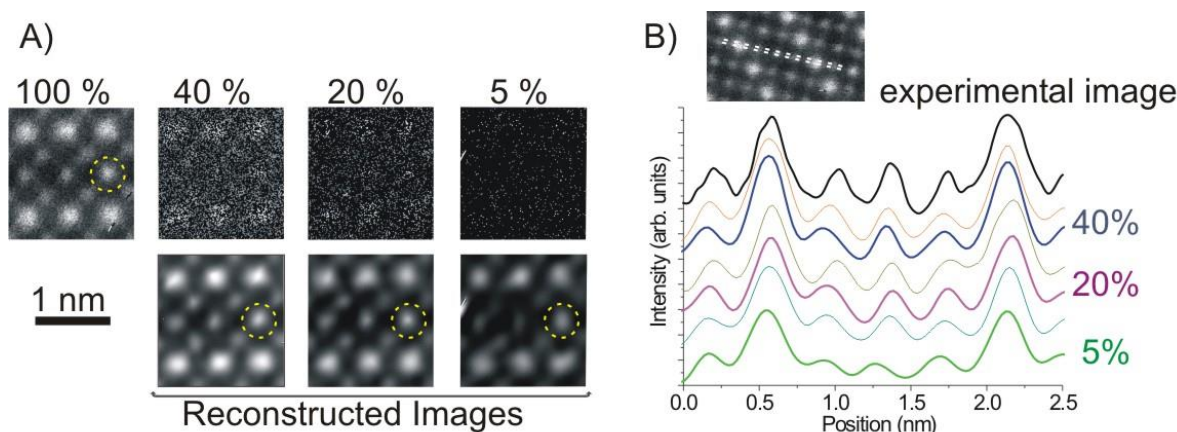 A)
100 %
40 %
20 %
5 %
1 nm
Reconstructed Images
B)
experimental image
Intensity (arb. units)
40%
20%
5%
0.0 0.5 1.0 1.5 2.0 2.5
Position (nm)